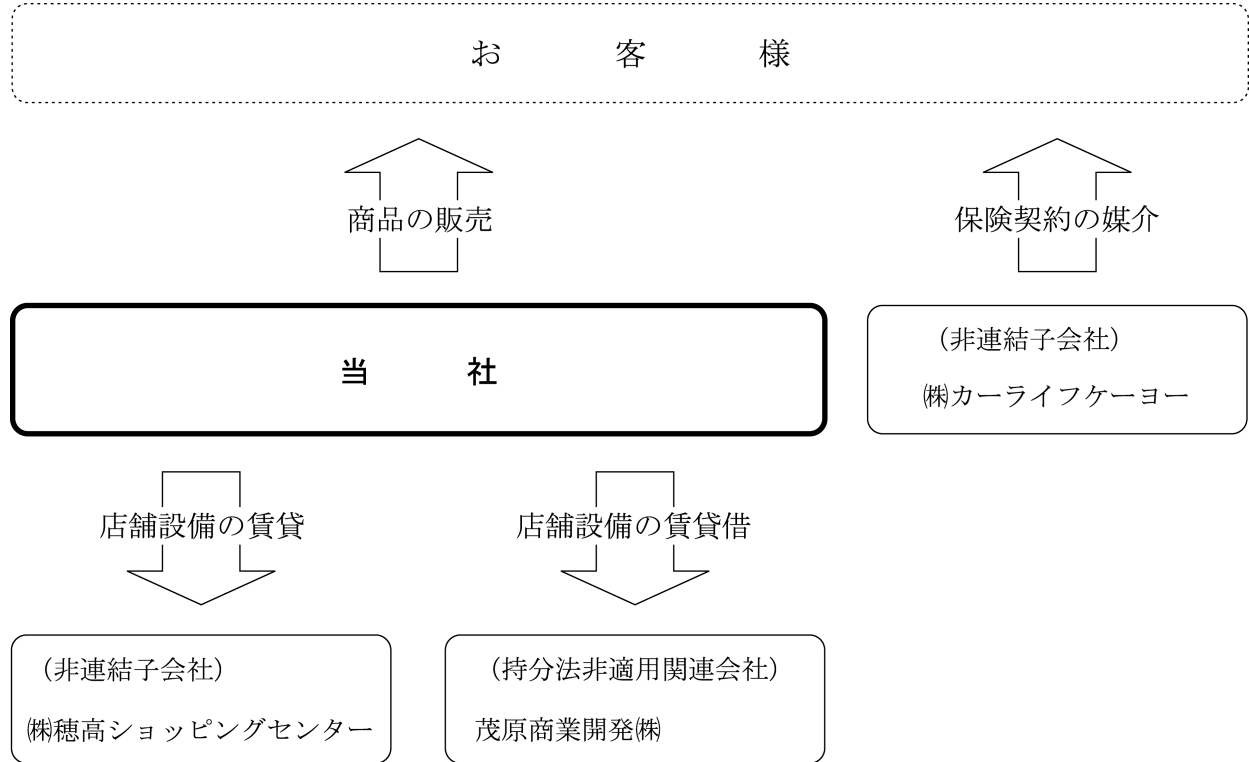 お客様
商品の販売
保険契約の媒介
当社
（非連結子会社）
㈱カーライフケーヨー
店舗設備の賃貸
店舗設備の賃貸借
（非連結子会社）
㈱穂高ショッピングセンター
（持分法非適用関連会社）
茂原商業開発㈱